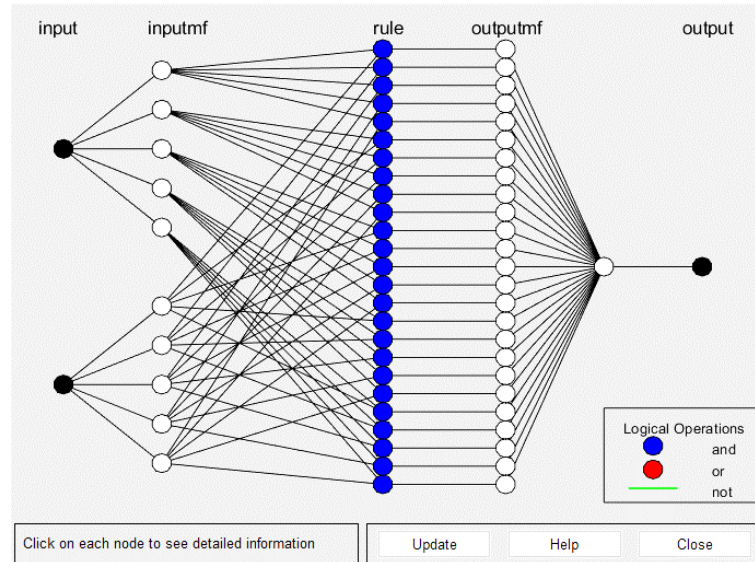 input inputmf rule outputmf output
Logical Operations
and
or
not
Click on each node to see detailed information
Update Help Close